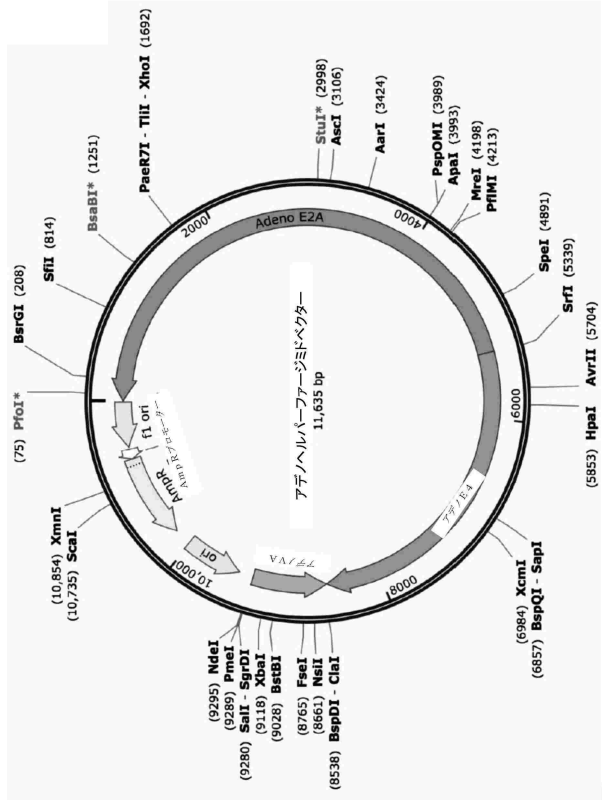 (75) PfoI*
BsrGI (208)
SfiI (814)
BsaBI* (1251)
PaeR7I - TliI - XhoI (1692)
StuI* (2998)
AscI (3106)
AarI (3424)
PspOMI (3989)
ApaI (3993)
MreI (4198)
PflMI (4213)
SpeI (4891)
SrfI (5339)
AvrII (5704)
HpaI (5853)
BspQI - SapI (6857)
XcmI (6984)
BspDI - ClaI (8538)
NsiI (8661)
FseI (8765)
BstBI (9028)
XbaI (9118)
SalI - SgrDI (9280)
PmeI (9289)
NdeI (9295)
ScaI (10,735)
XmnI (10,854)
2000
4000
6000
8000
10,000
Adeno E2A
アデノE4
アデノVA
ori
AmpR
AmpRプロモーター
f1 ori
アデノヘルパーファージミドベクター
11,635 bp